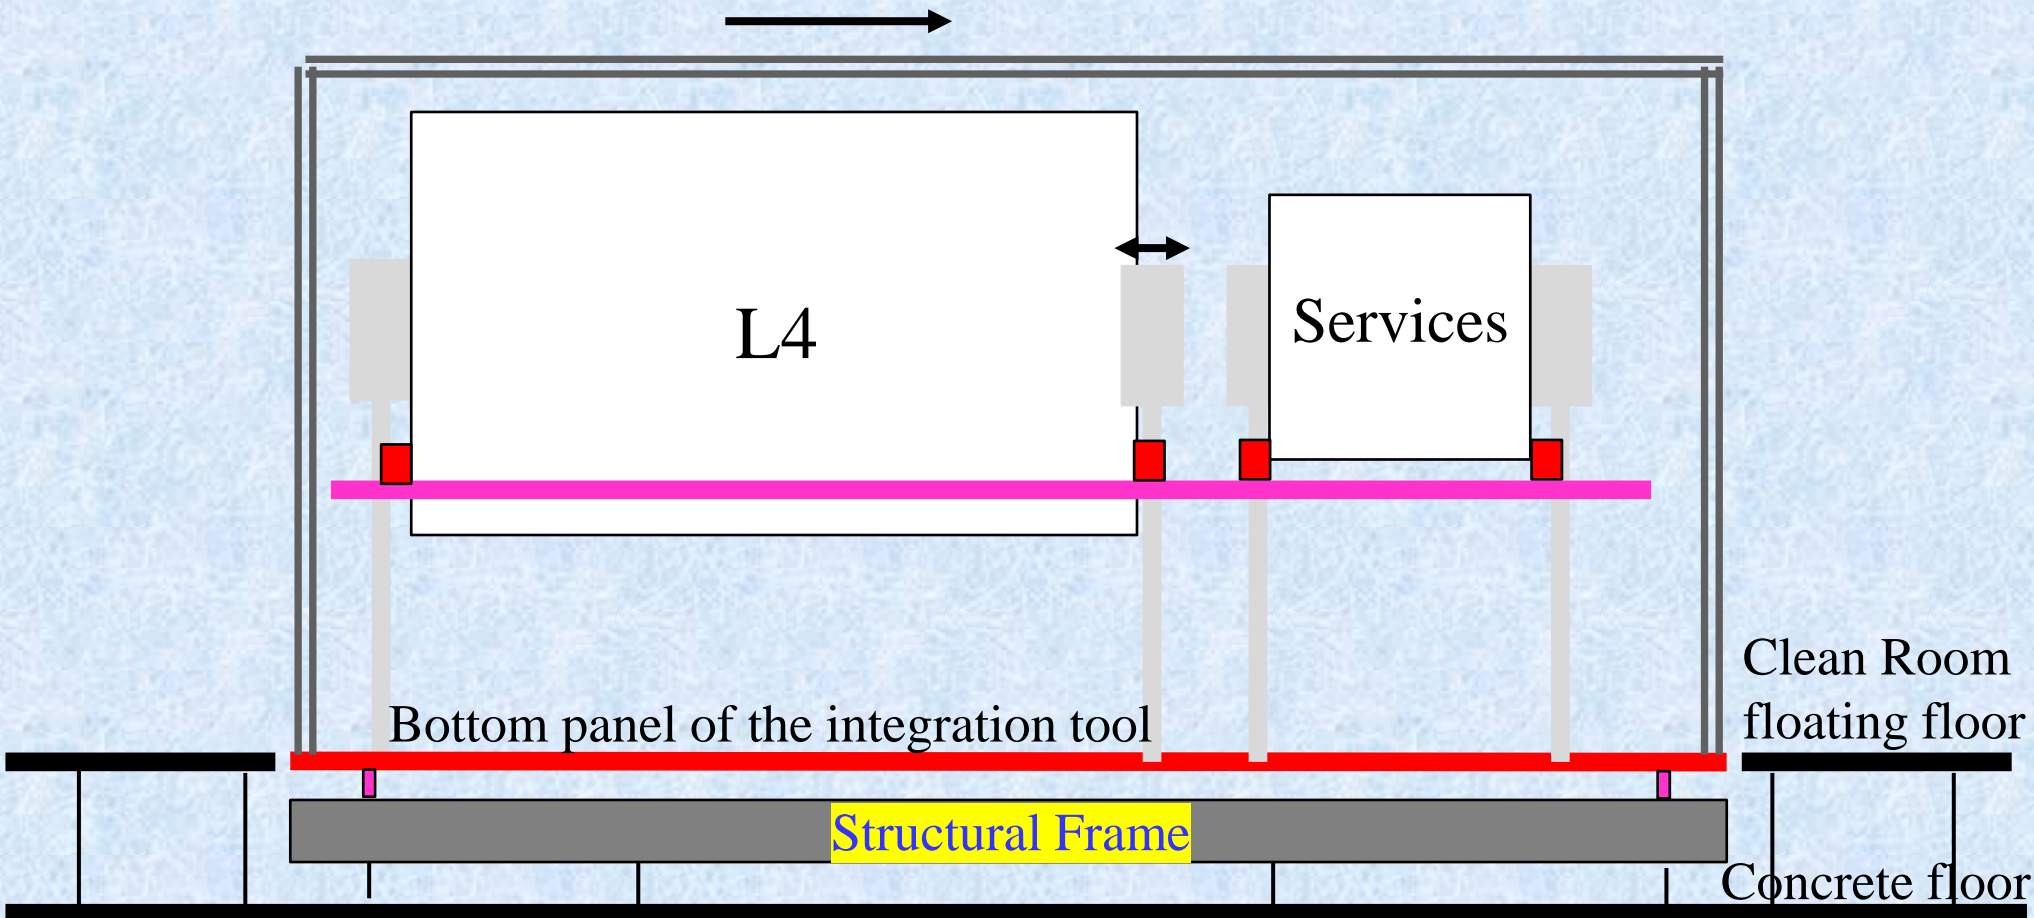 L4
Services
Clean Room
floating floor
Bottom panel of the integration tool
Structural Frame
Concrete floor